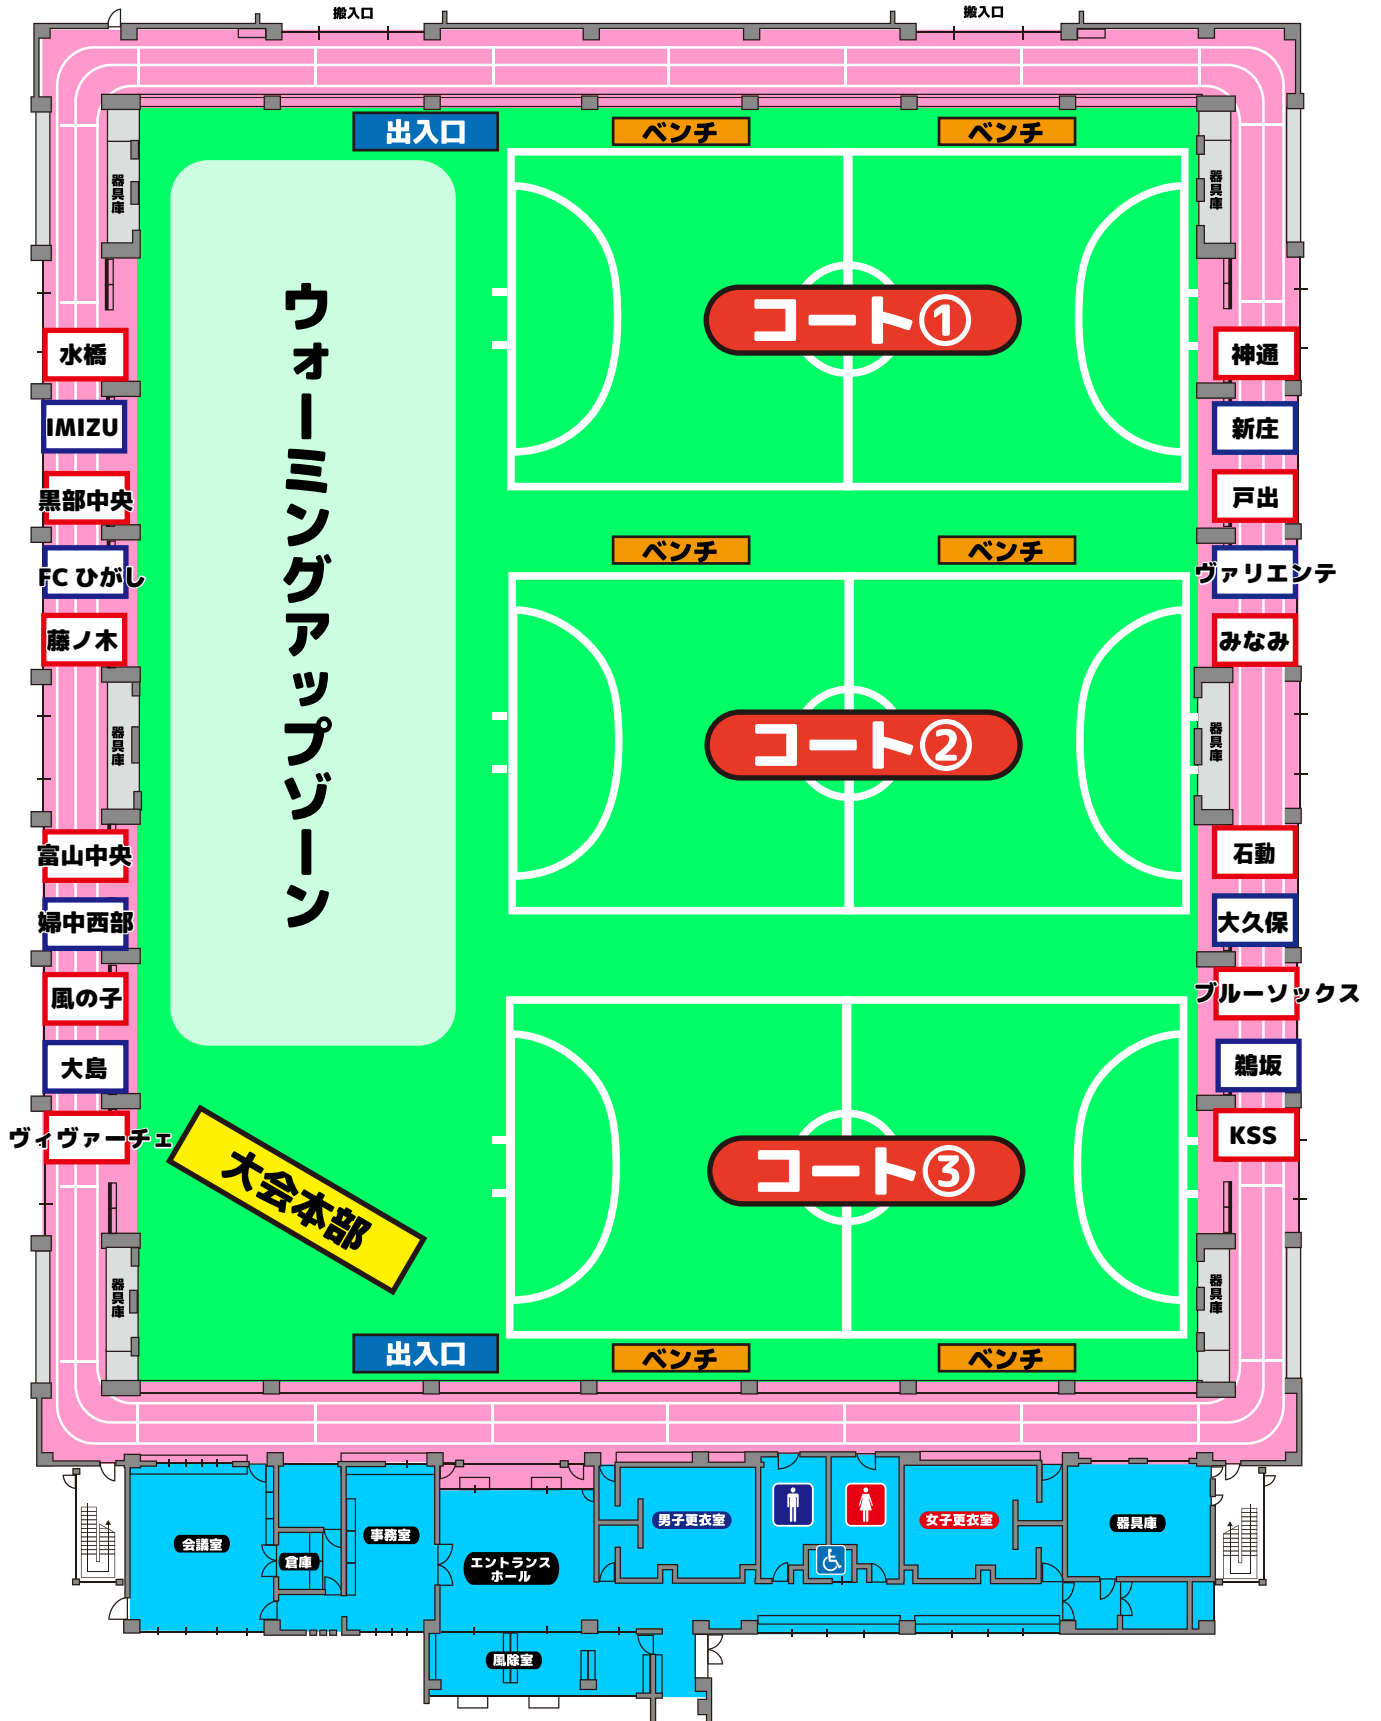 搬入口
搬入口
出入口
ベンチ
ベンチ
器具庫
器具庫
ウォーミングアップゾーン
コート①
水橋
神通
IMIZU
新庄
黒部中央
戸出
ベンチ
ベンチ
FC ひがし
ヴァリエンテ
藤ノ木
みなみ
器具庫
器具庫
コート②
富山中央
石動
婦中西部
大久保
風の子
ブルーソックス
大島
鵜坂
ヴィヴァーチェ
KSS
大会本部
コート③
器具庫
器具庫
出入口
ベンチ
ベンチ
会議室
倉庫
事務室
エントランス
ホール
男子更衣室
女子更衣室
器具庫
風除室